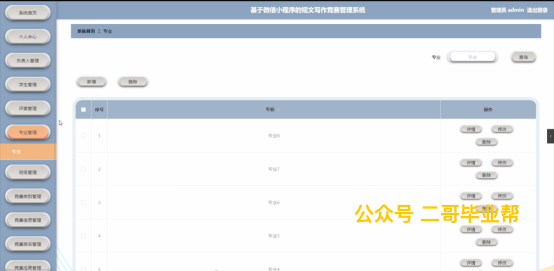 基于微信小程序的短文写作竞赛管理系统
管理员 admin 退出登录
系统首页
个人中心
负责人管理
学生管理
评委管理
专业管理
专业
班级管理
竞赛类别管理
竞赛信息管理
竞赛报名管理
竞赛成绩管理
系统首页 专业
专业 专业 查询
新增 删除
序号 专业 操作
1 专业8 详情 修改
删除
2 专业7 详情 修改
删除
3 专业6 详情 修改
4 专业5 详情 修改
删除
5 专业4 详情 修改
公众号 二哥毕业帮